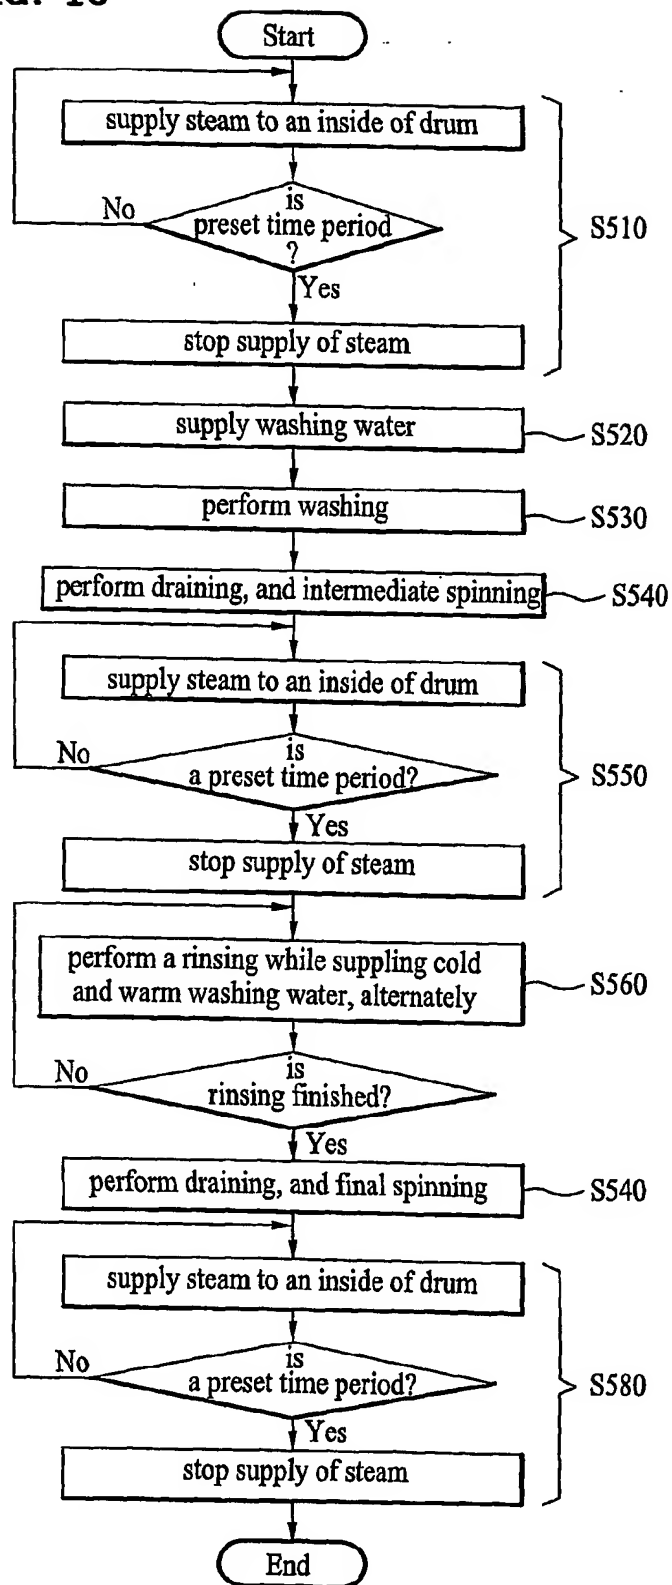 Start
supply steam to an inside of drum
is
preset time period
?
No
Yes
S510
stop supply of steam
supply washing water
S520
perform washing
S530
perform draining, and intermediate spinning
S540
supply steam to an inside of drum
is
a preset time period?
No
Yes
S550
stop supply of steam
perform a rinsing while suppling cold
and warm washing water, alternately
S560
is
rinsing finished?
No
Yes
perform draining, and final spinning
S540
supply steam to an inside of drum
is
a preset time period?
No
Yes
S580
stop supply of steam
End